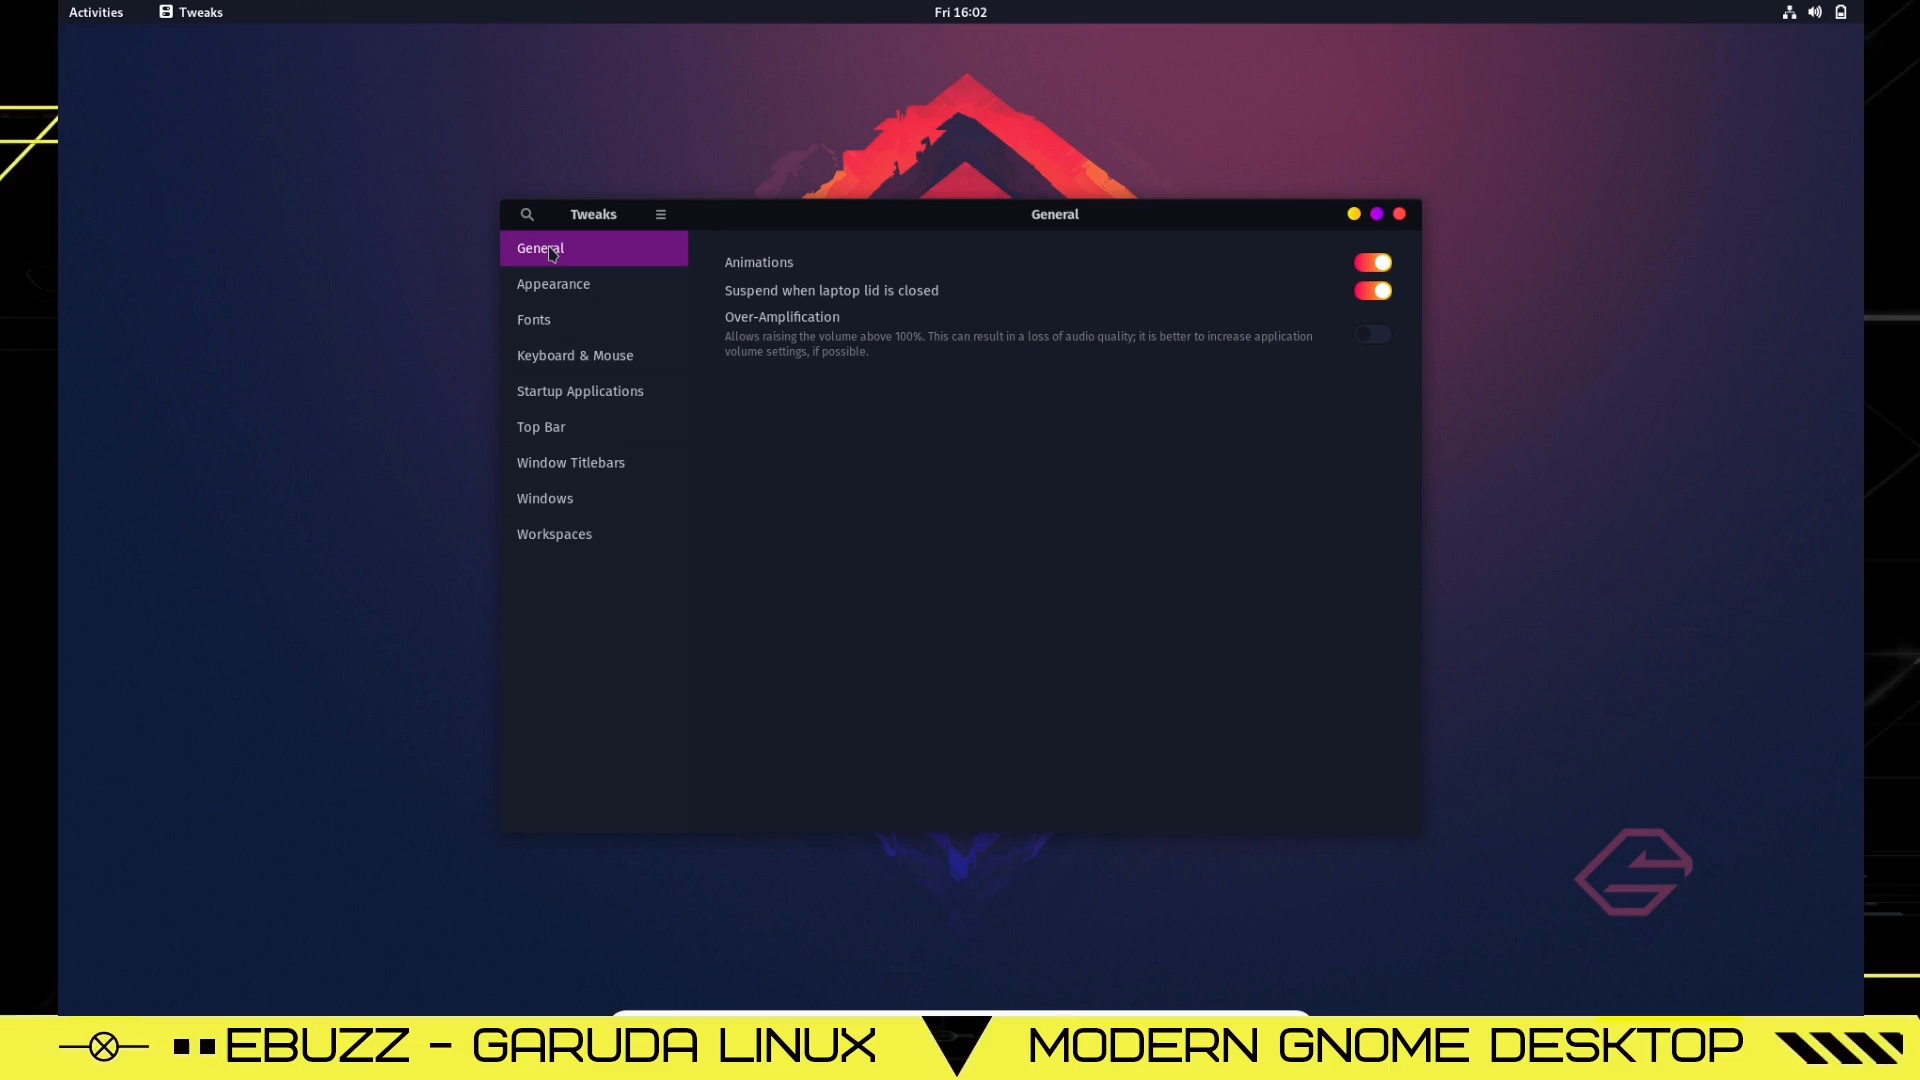 Activities
Tweaks
Fri 16:02
Tweaks
General
General
Appearance
Fonts
Keyboard & Mouse
Startup Applications
Top Bar
Window Titlebars
Windows
Workspaces
Animations
Suspend when laptop lid is closed
Over-Amplification
Allows raising the volume above 100%. This can result in a loss of audio quality; it is better to increase application
volume settings, if possible.
EBUZZ - GARUDA LINUX
MODERN GNOME DESKTOP